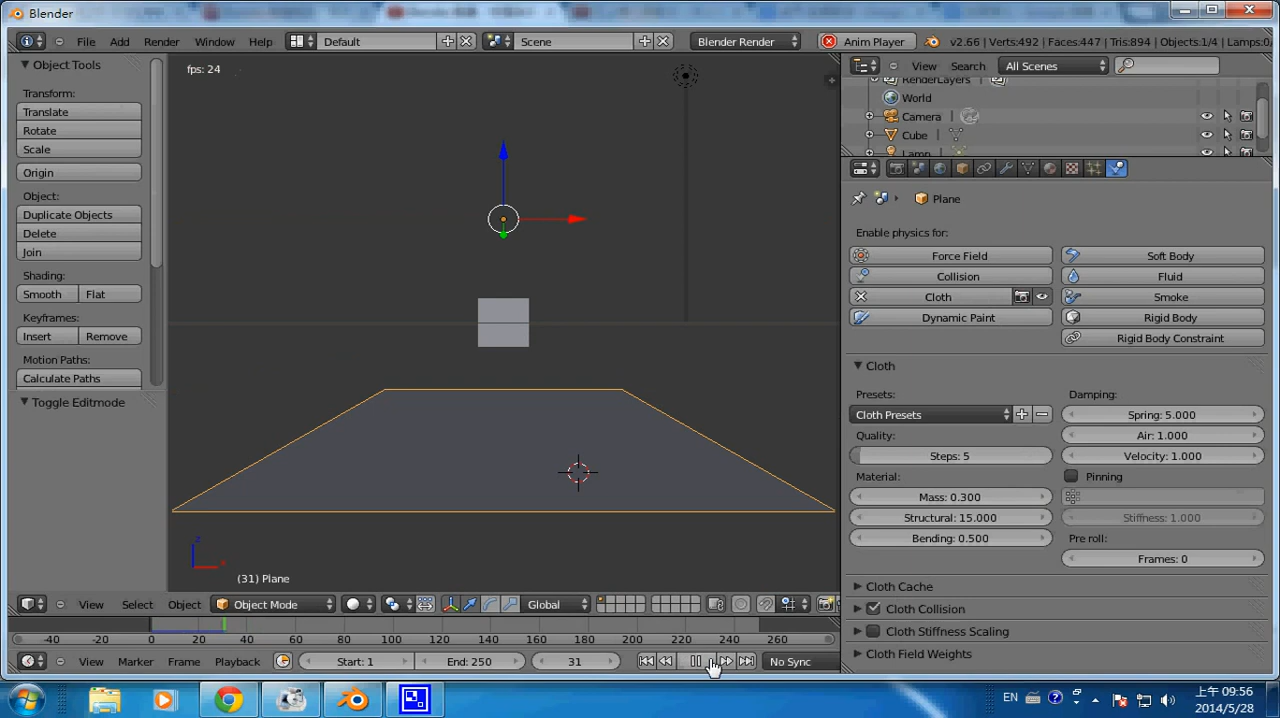 Blender
File Add Render Window Help Default Scene Blender Render Anim Player v2.66 | Verts:492 | Faces:447 | Tris:894 | Objects:1/4 | Lamps:0
Object Tools
Transform:
Translate
Rotate
Scale
Origin
Object:
Duplicate Objects
Delete
Join
Shading:
Smooth Flat
Keyframes:
Insert Remove
Motion Paths:
Calculate Paths
Toggle Editmode
fps: 24
z
x
(31) Plane
View Search All Scenes
RenderLayers
World
Camera
Cube
Lamp
Plane
Enable physics for:
Force Field Soft Body
Collision Fluid
Cloth Smoke
Dynamic Paint Rigid Body
Rigid Body Constraint
Cloth
Presets: Damping:
Cloth Presets Spring: 5.000
Quality: Air: 1.000
Steps: 5 Velocity: 1.000
Material: Pinning
Mass: 0.300
Structural: 15.000 Stiffness: 1.000
Bending: 0.500 Pre roll:
Frames: 0
Cloth Cache
Cloth Collision
Cloth Stiffness Scaling
Cloth Field Weights
View Select Object Object Mode Global
-40 -20 0 20 40 60 80 100 120 140 160 180 200 220 240 260
View Marker Frame Playback Start: 1 End: 250 31 No Sync
EN 上午 09:56
2014/5/28